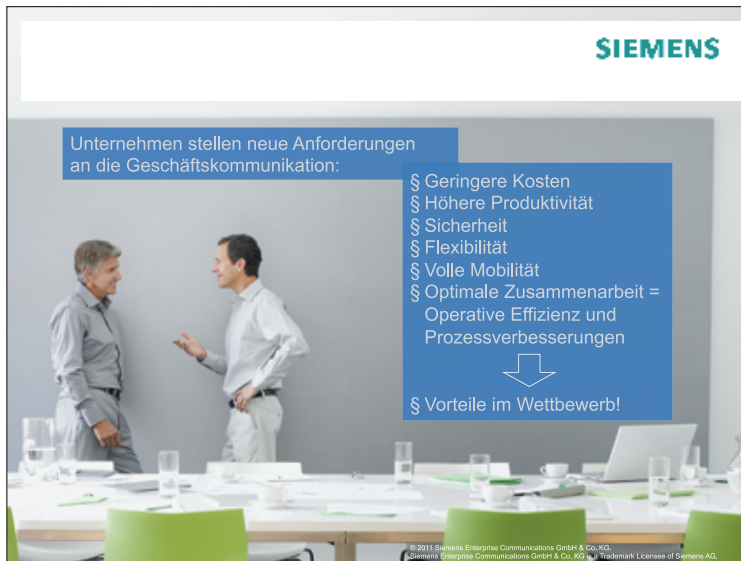 SIEMENS
Unternehmen stellen neue Anforderungen
an die Geschäftskommunikation:
§ Geringere Kosten
§ Höhere Produktivität
§ Sicherheit
§ Flexibilität
§ Volle Mobilität
§ Optimale Zusammenarbeit =
Operative Effizienz und
Prozessverbesserungen
§ Vorteile im Wettbewerb!
© 2011 Siemens Enterprise Communications GmbH & Co. KG.
Siemens Enterprise Communications GmbH & Co. KG is a Trademark Licensee of Siemens AG.